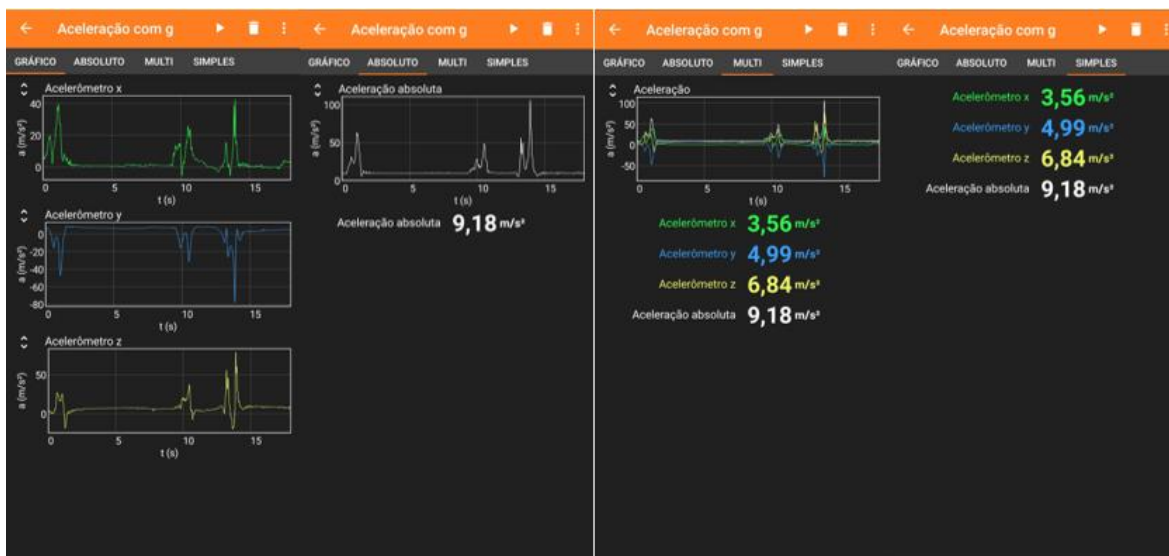 Aceleração com g
GRÁFICO ABSOLUTO MULTI SIMPLES
Acelerômetro x
a (m/s²)
40
20
0
0 5 10 15
t (s)
Acelerômetro y
a (m/s²)
0
-20
-40
-60
-80
0 5 10 15
t (s)
Acelerômetro z
a (m/s²)
50
0
0 5 10 15
t (s)
Aceleração com g
GRÁFICO ABSOLUTO MULTI SIMPLES
Aceleração absoluta
a (m/s²)
100
50
0
0 5 10 15
t (s)
Aceleração absoluta 9,18 m/s²
Aceleração com g
GRÁFICO ABSOLUTO MULTI SIMPLES
Aceleração
a (m/s²)
100
50
0
-50
0 5 10 15
t (s)
Acelerômetro x 3,56 m/s²
Acelerômetro y 4,99 m/s²
Acelerômetro z 6,84 m/s²
Aceleração absoluta 9,18 m/s²
Aceleração com g
GRÁFICO ABSOLUTO MULTI SIMPLES
Acelerômetro x 3,56 m/s²
Acelerômetro y 4,99 m/s²
Acelerômetro z 6,84 m/s²
Aceleração absoluta 9,18 m/s²